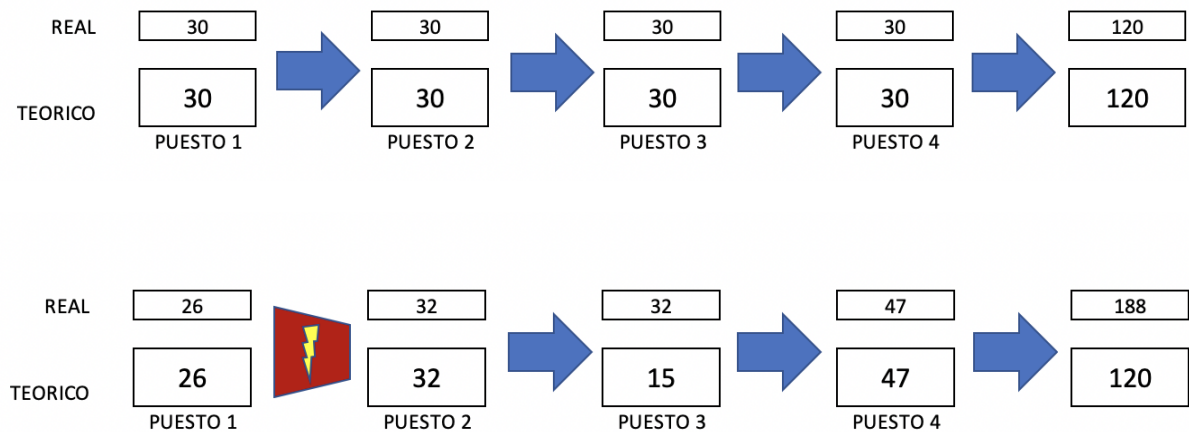 REAL 30 30 30 30 120
TEORICO 30 30 30 30 120
PUESTO 1 PUESTO 2 PUESTO 3 PUESTO 4
REAL 26 32 32 47 188
TEORICO 26 32 15 47 120
PUESTO 1 PUESTO 2 PUESTO 3 PUESTO 4